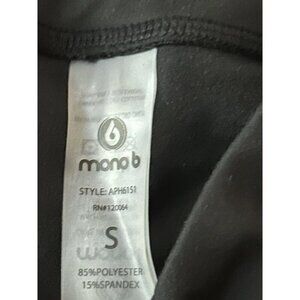 mono b
STYLE: APH6151
RN#120064
S
85%POLYESTER
15%SPANDEX